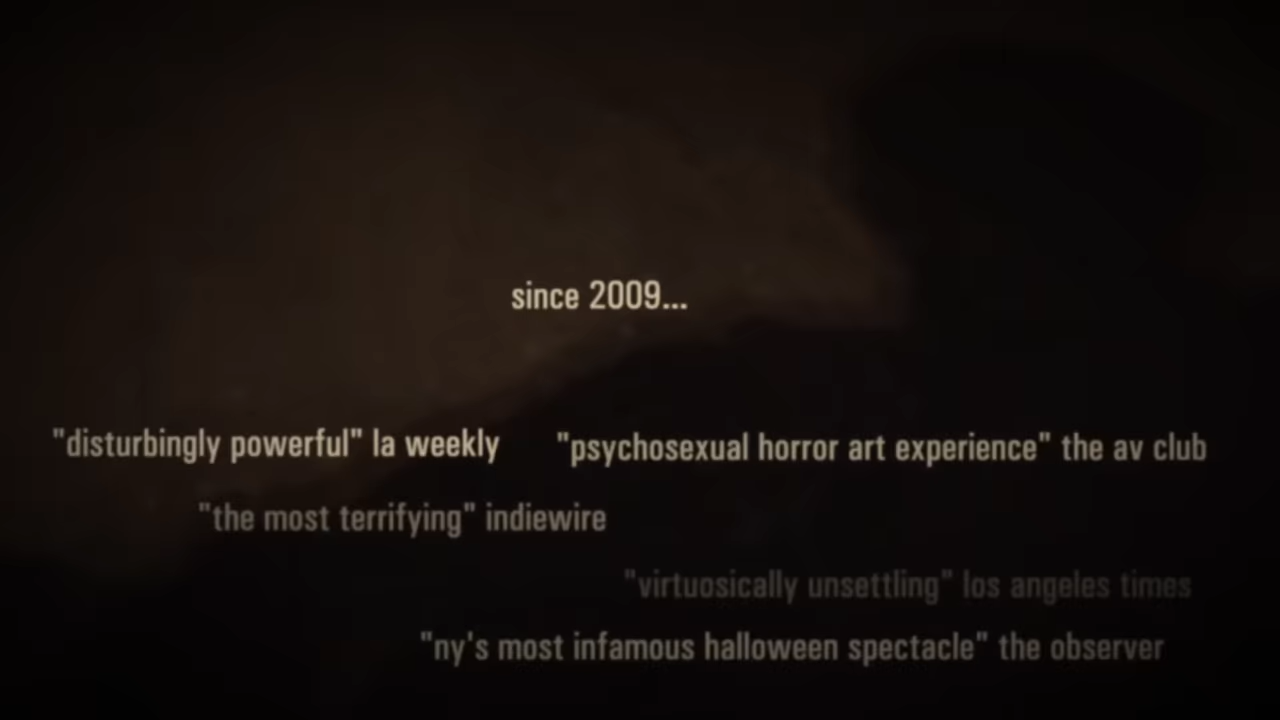 since 2009...
"disturbingly powerful" la weekly
"psychosexual horror art experience" the av club
"the most terrifying" indiewire
"virtuosically unsettling" los angeles times
"ny's most infamous halloween spectacle" the observer